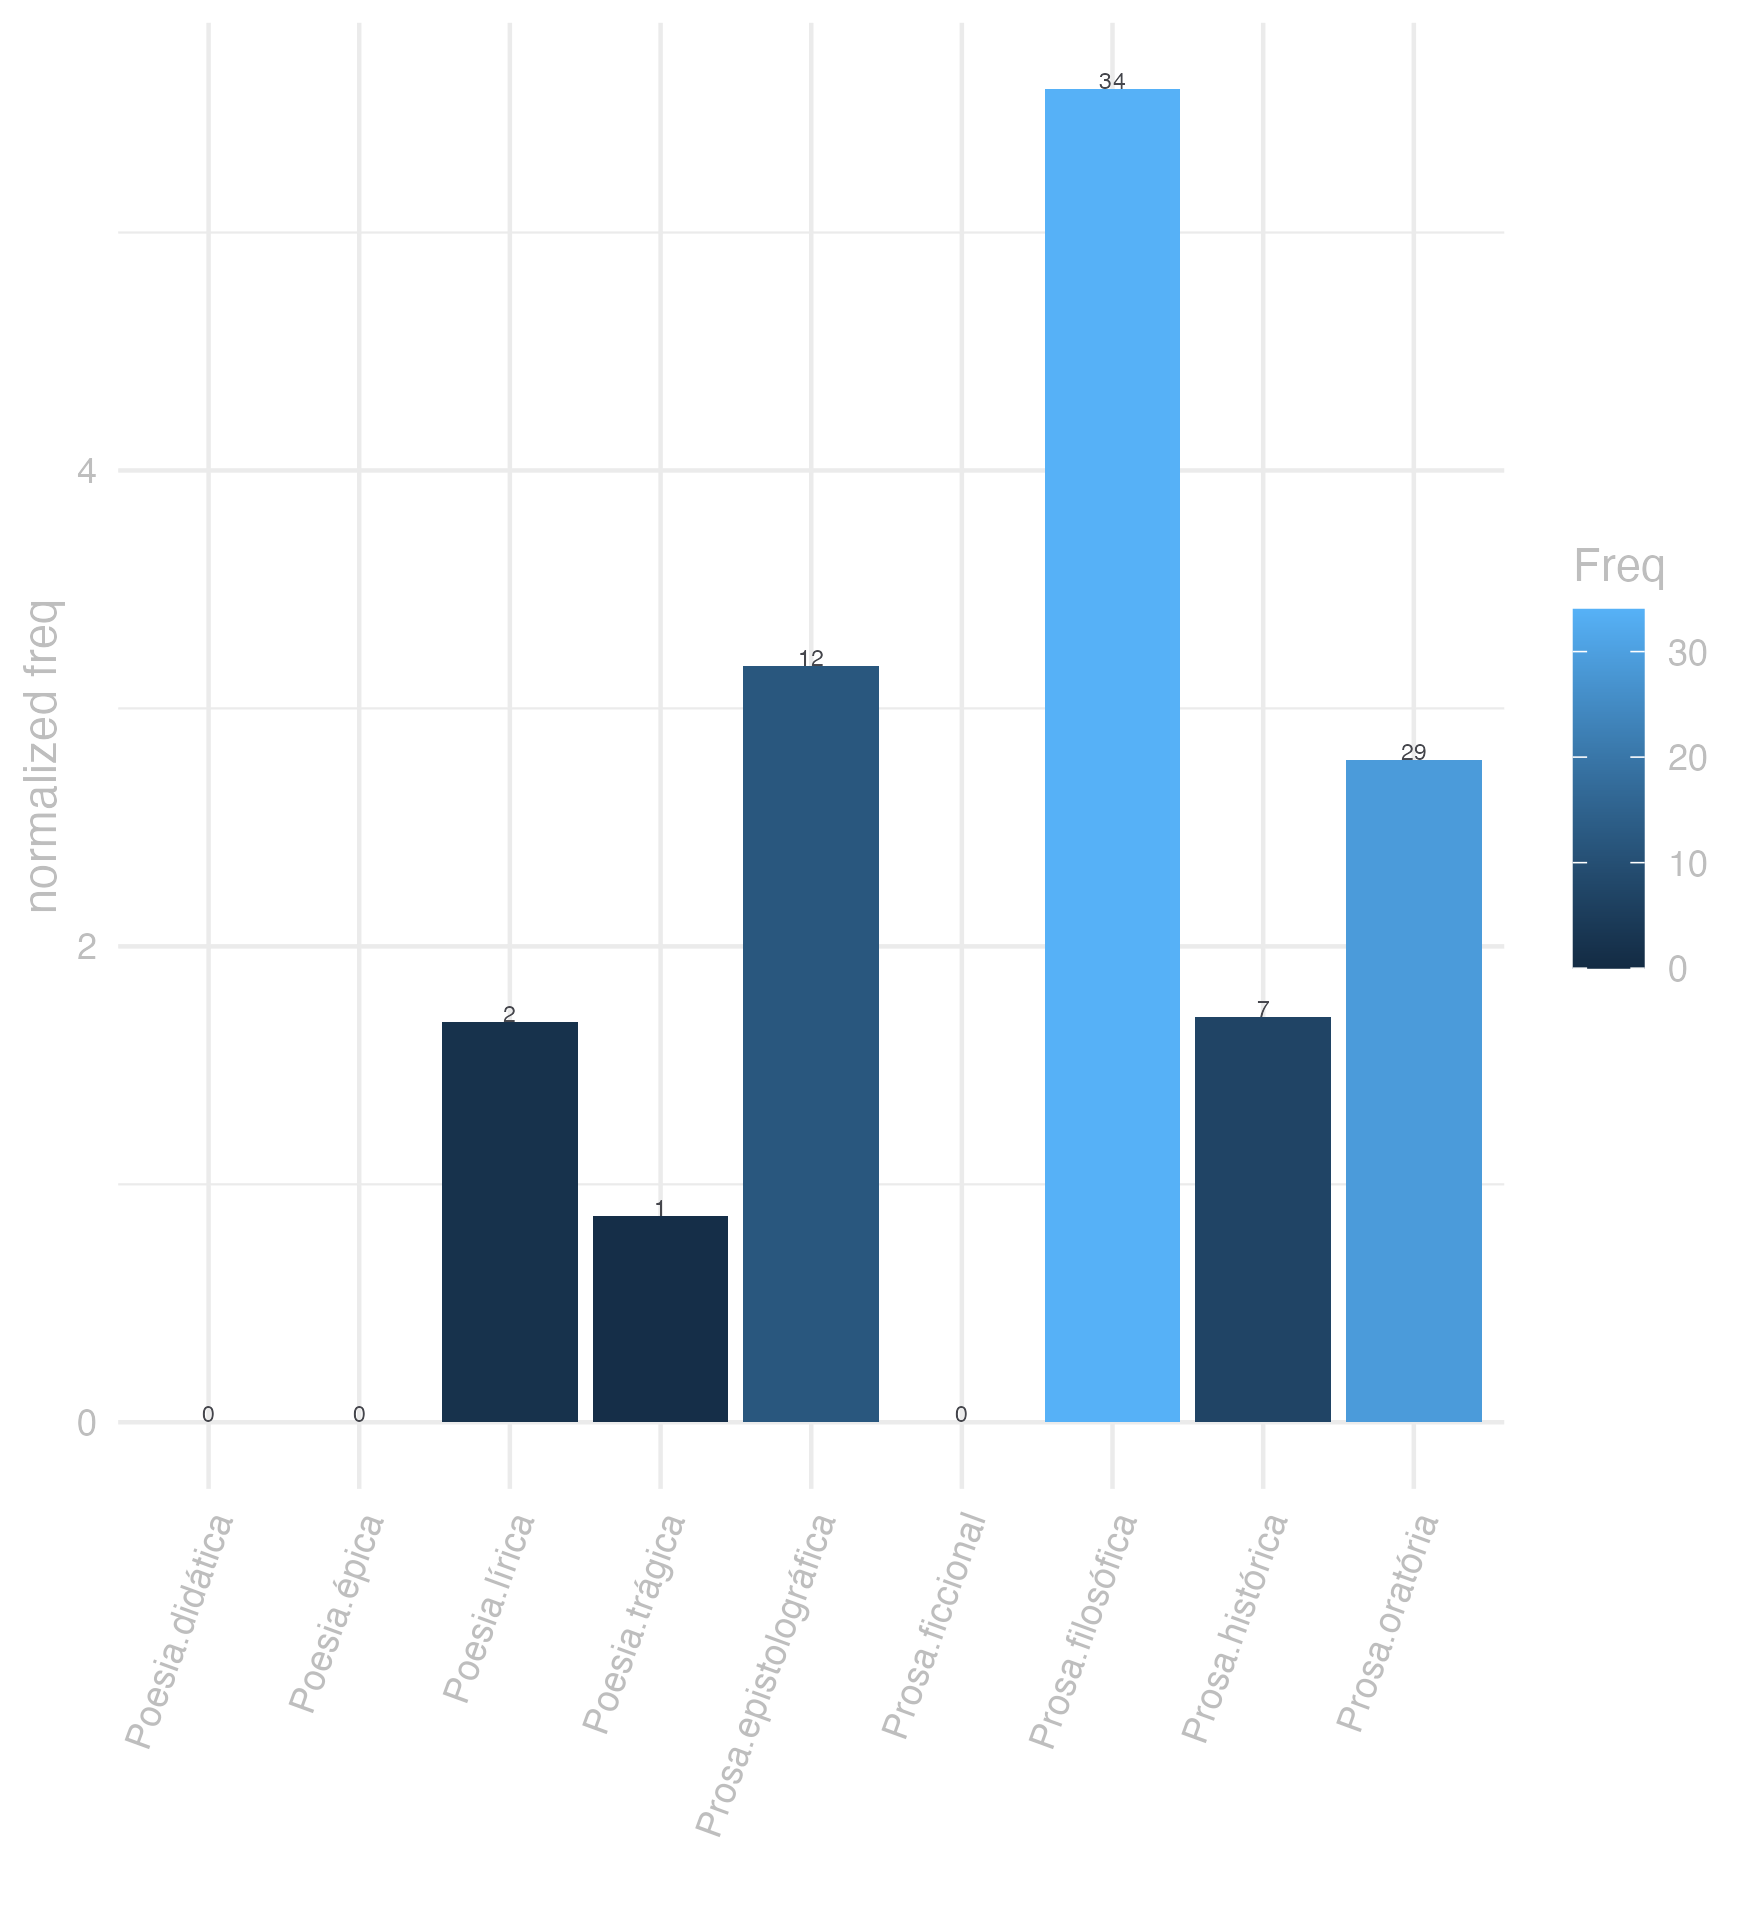 34
4
Freq
30
12
20
29
normalized freq
10
2
0
2
7
1
0
0
0
0
Poesia.didática
Poesia.épica
Poesia.lírica
Poesia.trágica
Prosa.epistolográfica
Prosa.ficcional
Prosa.filosófica
Prosa.histórica
Prosa.oratória